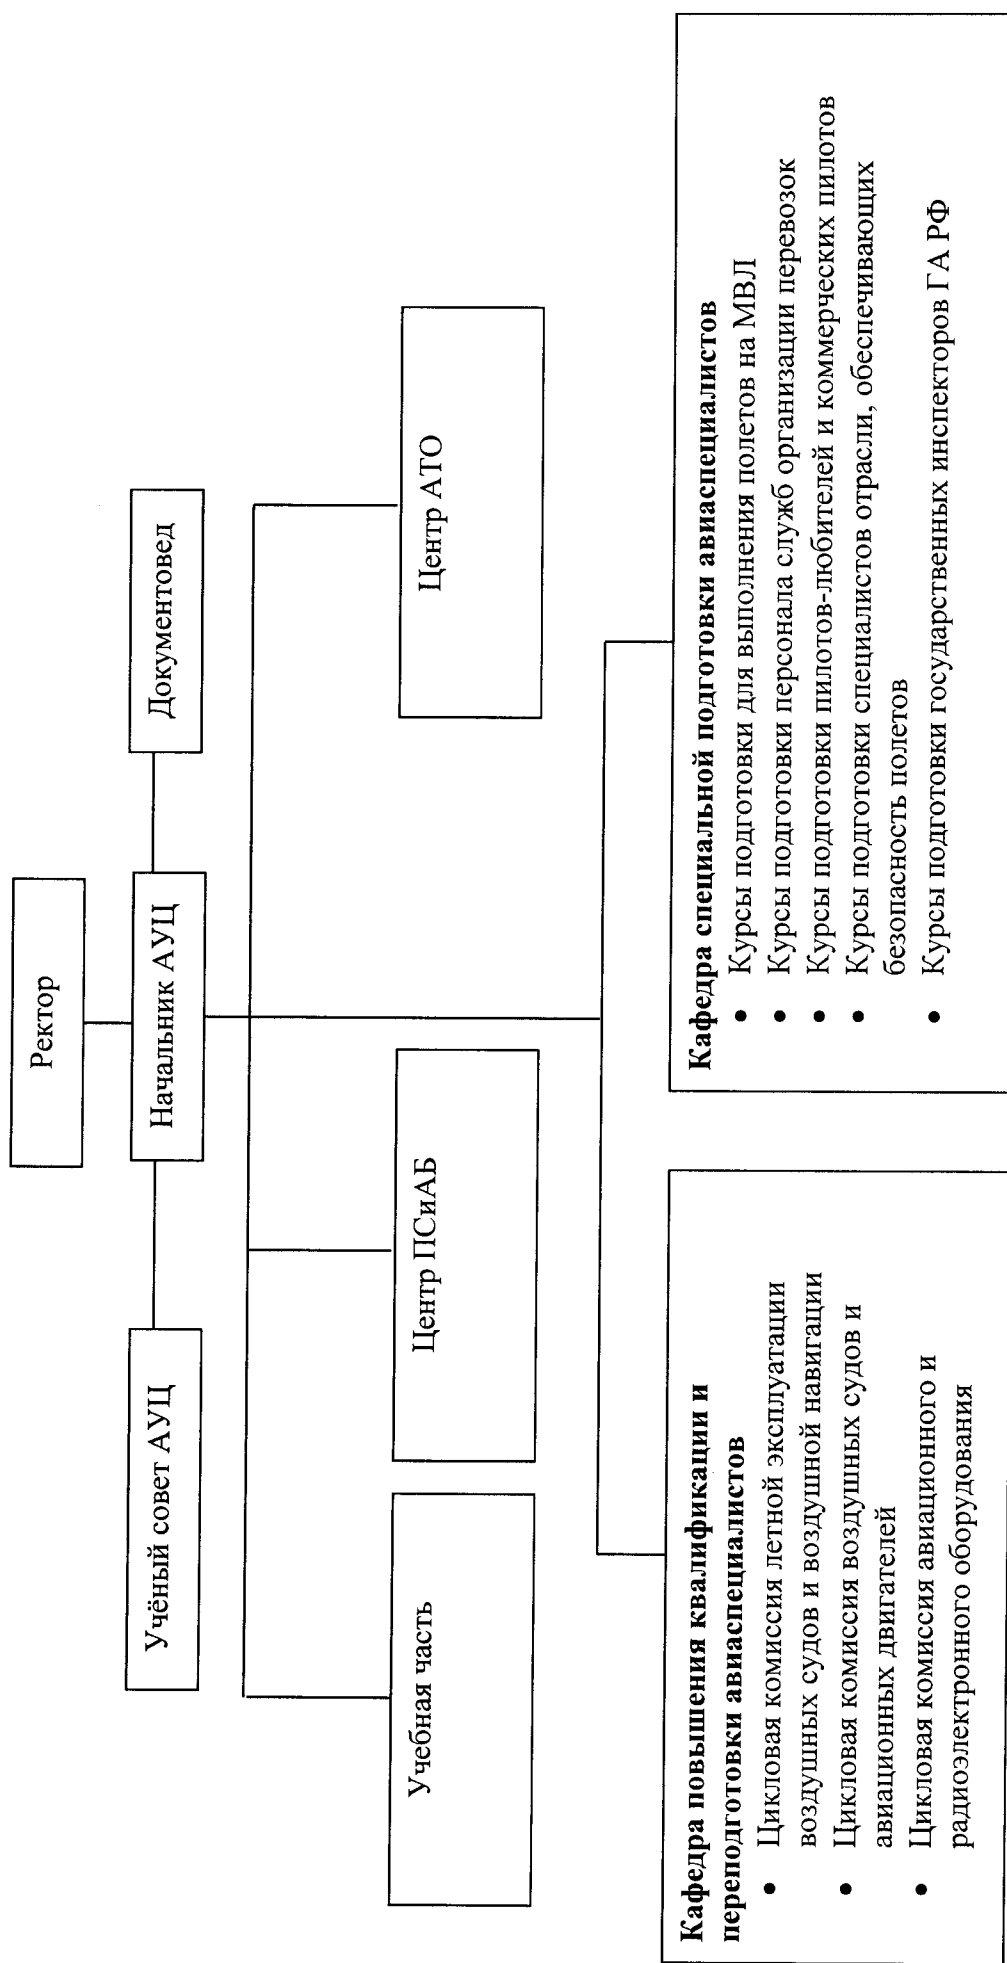 Ректор
Учёный совет АУЦ
Начальник АУЦ
Документовед
Учебная часть
Центр ПСиАБ
Центр АТО
Кафедра повышения квалификации и
переподготовки авиаспециалистов
• Цикловая комиссия летной эксплуатации
воздушных судов и воздушной навигации
• Цикловая комиссия воздушных судов и
авиационных двигателей
• Цикловая комиссия авиационного и
радиоэлектронного оборудования
Кафедра специальной подготовки авиаспециалистов
• Курсы подготовки для выполнения полетов на МВЛ
• Курсы подготовки персонала служб организации перевозок
• Курсы подготовки пилотов-любителей и коммерческих пилотов
• Курсы подготовки специалистов отрасли, обеспечивающих
безопасность полетов
• Курсы подготовки государственных инспекторов ГА РФ